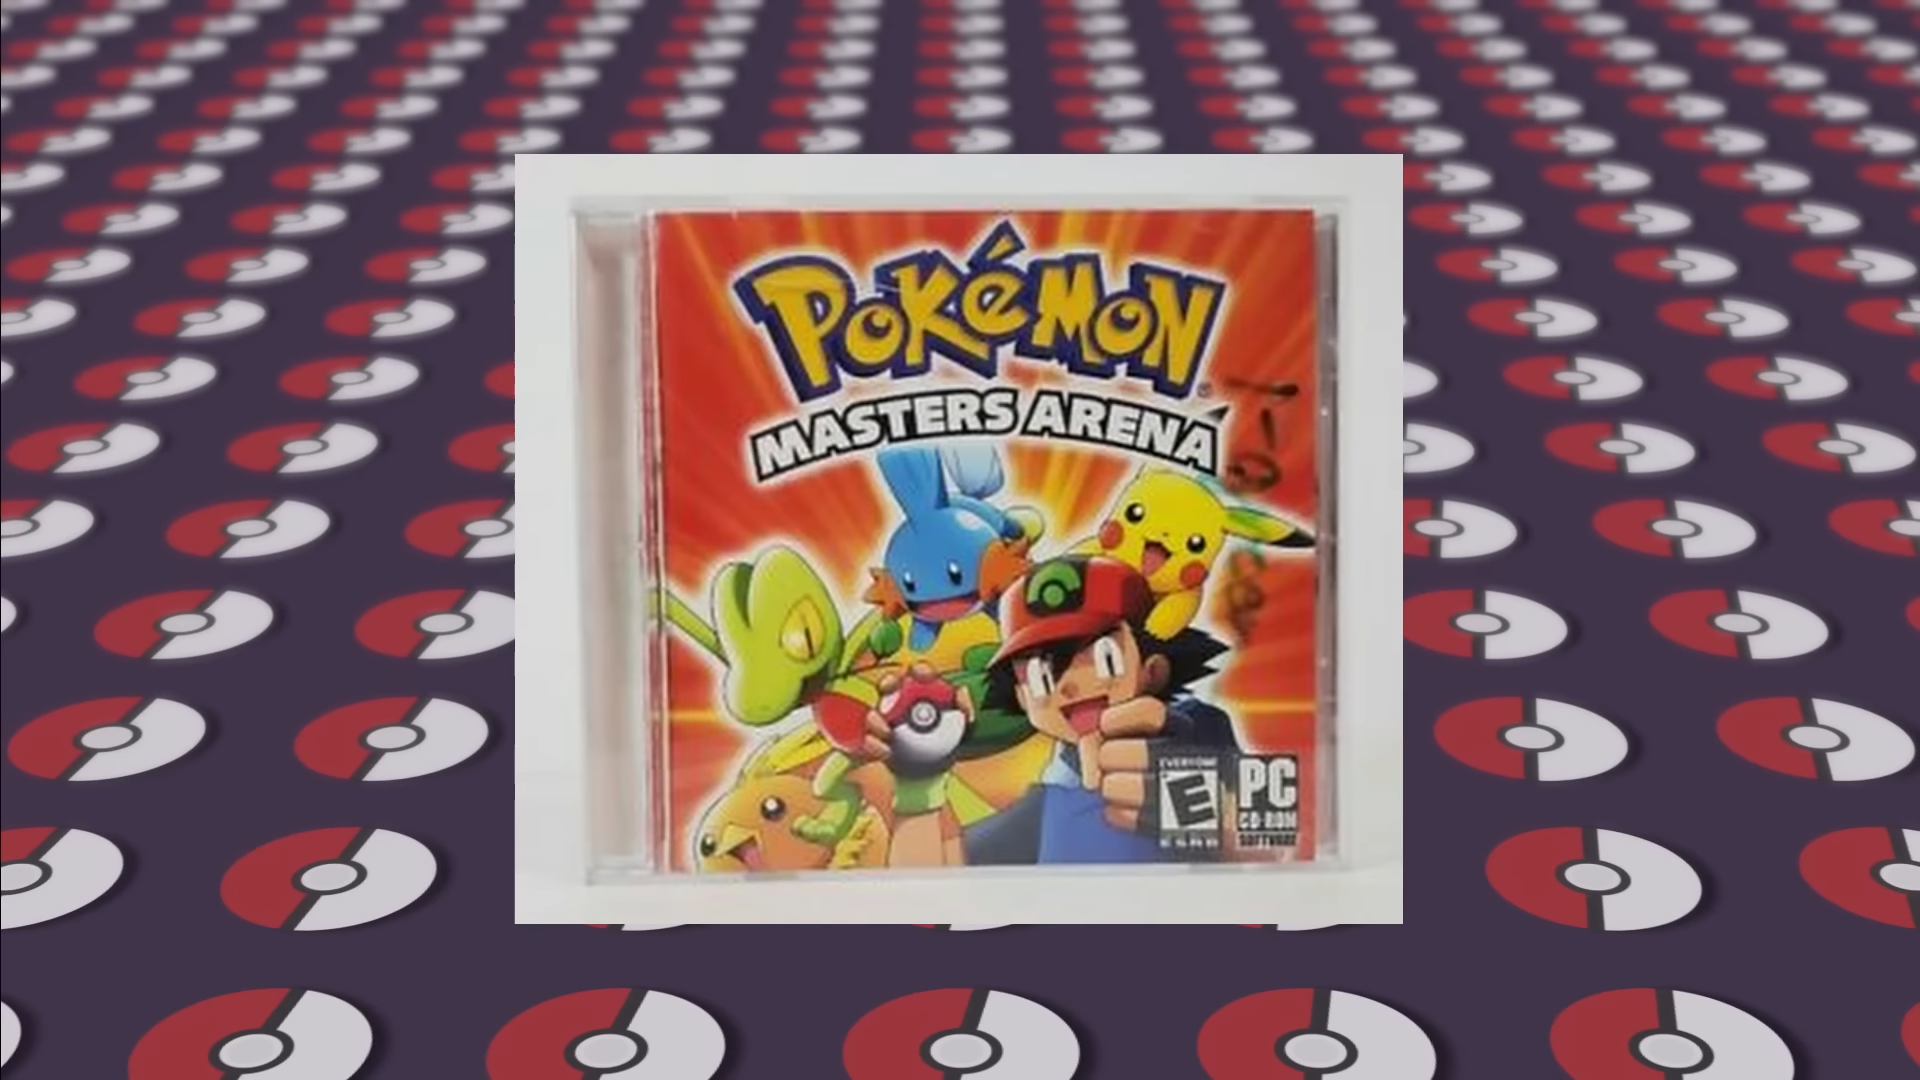 POKéMON
MASTERS ARENA
EVERYONE
E
ESRB
PC
CD-ROM
SOFTWARE